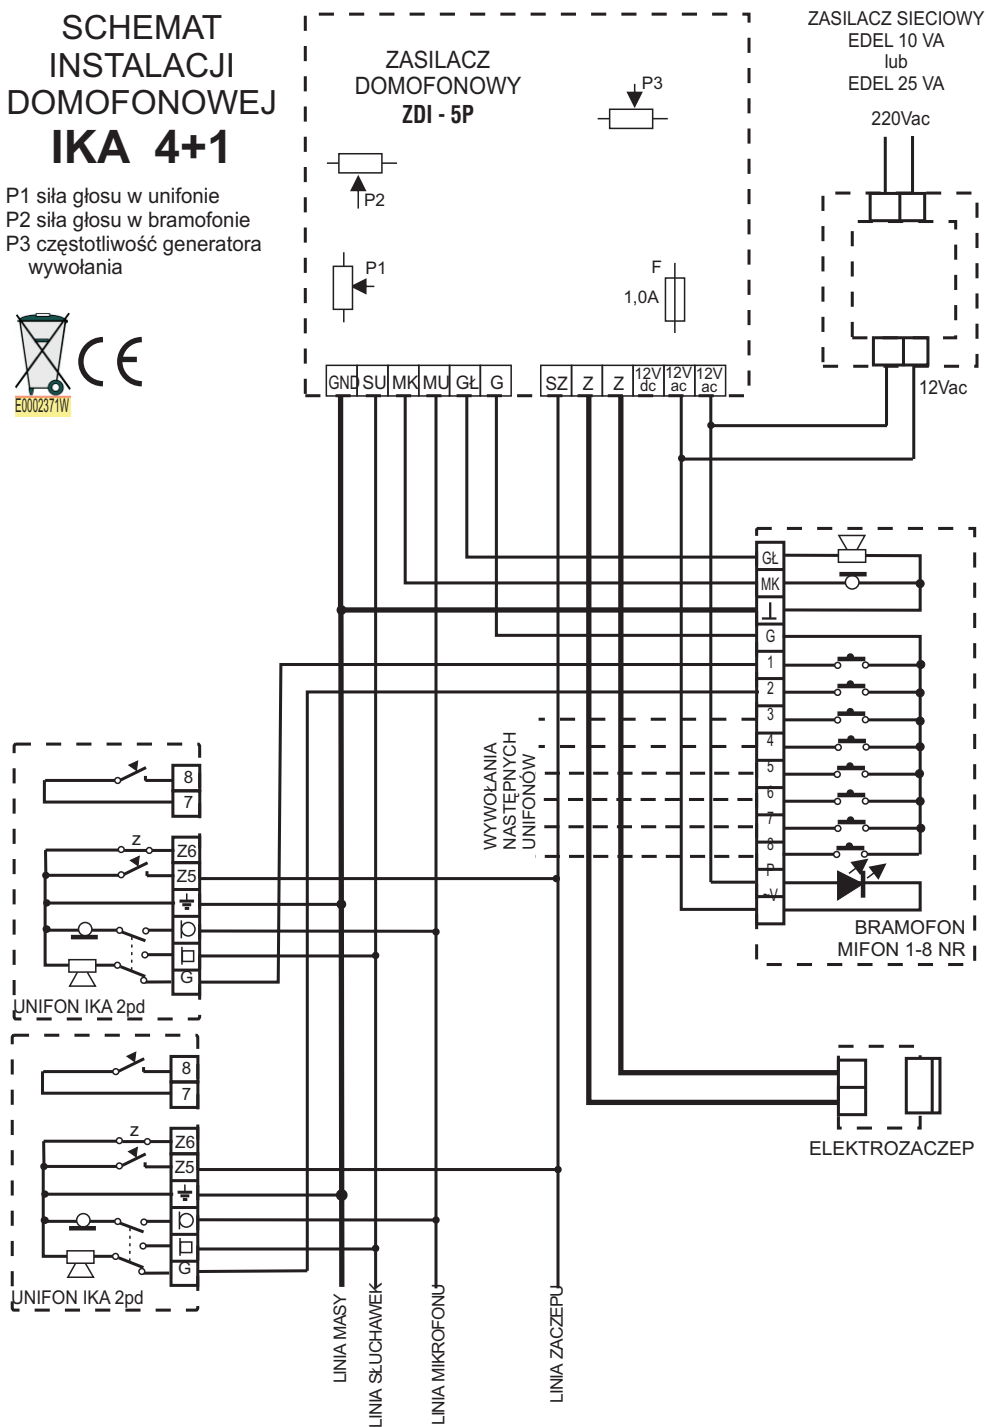 SCHEMAT
INSTALACJI
DOMOFONOWEJ
IKA 4+1
P1 siła głosu w unifonie
P2 siła głosu w bramofonie
P3 częstotliwość generatora
wywołania
CE
E0002371W
ZASILACZ
DOMOFONOWY
ZDI - 5P
P3
P2
P1
F
1,0A
GND SU MK MU GŁ G
SZ Z Z 12V dc 12V ac 12V ac
ZASILACZ SIECIOWY
EDEL 10 VA
lub
EDEL 25 VA
220Vac
12Vac
GŁ
MK
G
1
2
3
4
5
6
7
8
P
~V
BRAMOFON
MIFON 1-8 NR
WYWOŁANIA
NASTĘPNYCH
UNIFONÓW
8
7
Z
Z6
Z5
G
UNIFON IKA 2pd
8
7
Z
Z6
Z5
G
UNIFON IKA 2pd
ELEKTROZACZEP
LINIA MASY
LINIA SŁUCHAWEK
LINIA MIKROFONU
LINIA ZACZEPU